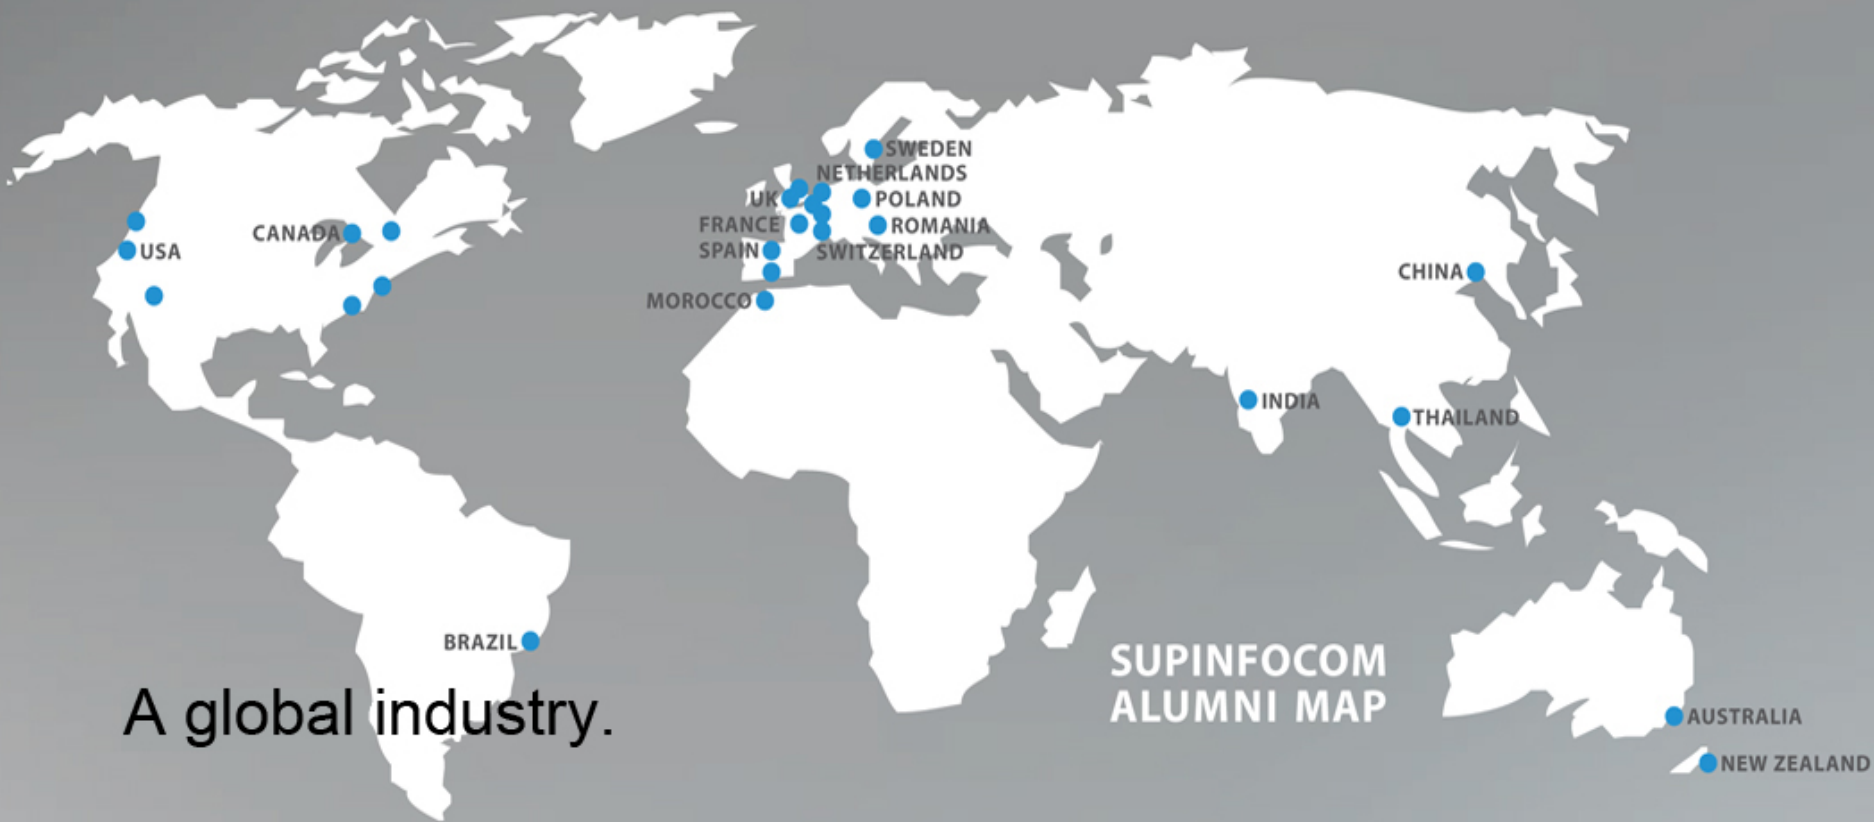 SWEDEN
NETHERLANDS
UK
POLAND
FRANCE
ROMANIA
CANADA
USA
SPAIN
SWITZERLAND
CHINA
MOROCCO
INDIA
THAILAND
BRAZIL
SUPINFOCOM
ALUMNI MAP
A global industry.
AUSTRALIA
NEW ZEALAND